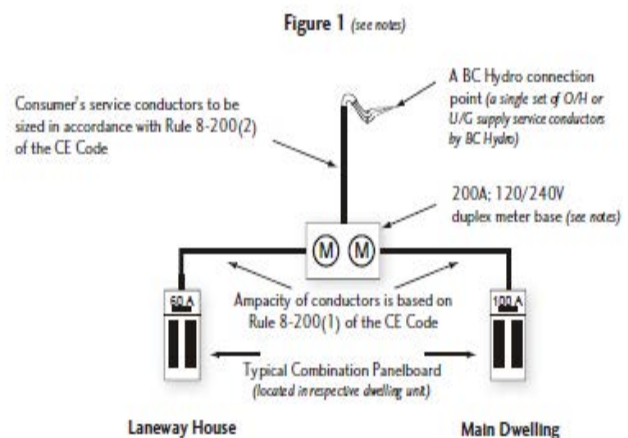 Figure 1 (see notes)
Consumer's service conductors to be
sized in accordance with Rule 8-200(2)
of the CE Code
A BC Hydro connection
point (a single set of O/H or
U/G supply service conductors
by BC Hydro)
200A; 120/240V
duplex meter base (see notes)
M M
60 A
Ampacity of conductors is based on
Rule 8-200(1) of the CE Code
100 A
Typical Combination Panelboard
(located in respective dwelling unit)
Laneway House
Main Dwelling